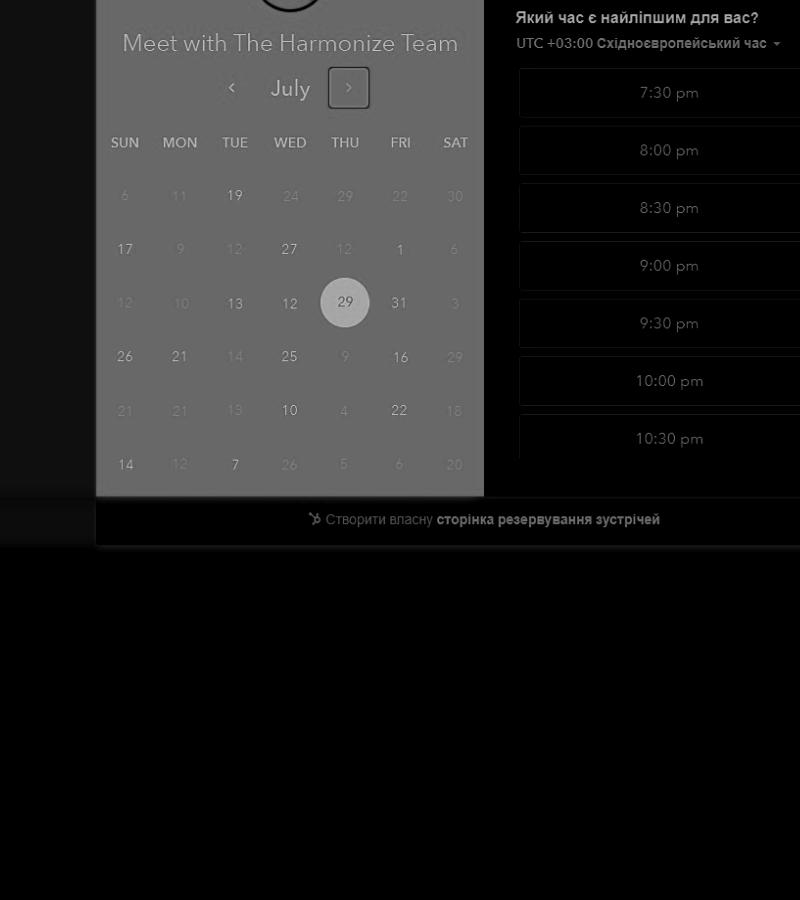 Meet with The Harmonize Team
July
SUN MON TUE WED THU FRI SAT
6 11 19 24 29 22 30
17 9 12 27 12 1 6
12 10 13 12 29 31 3
26 21 14 25 9 16 29
21 21 13 10 4 22 18
14 12 7 26 5 6 20
Який час є найліпшим для вас?
UTC +03:00 Східноєвропейський час
7:30 pm
8:00 pm
8:30 pm
9:00 pm
9:30 pm
10:00 pm
10:30 pm
Створити власну сторінка резервування зустрічей